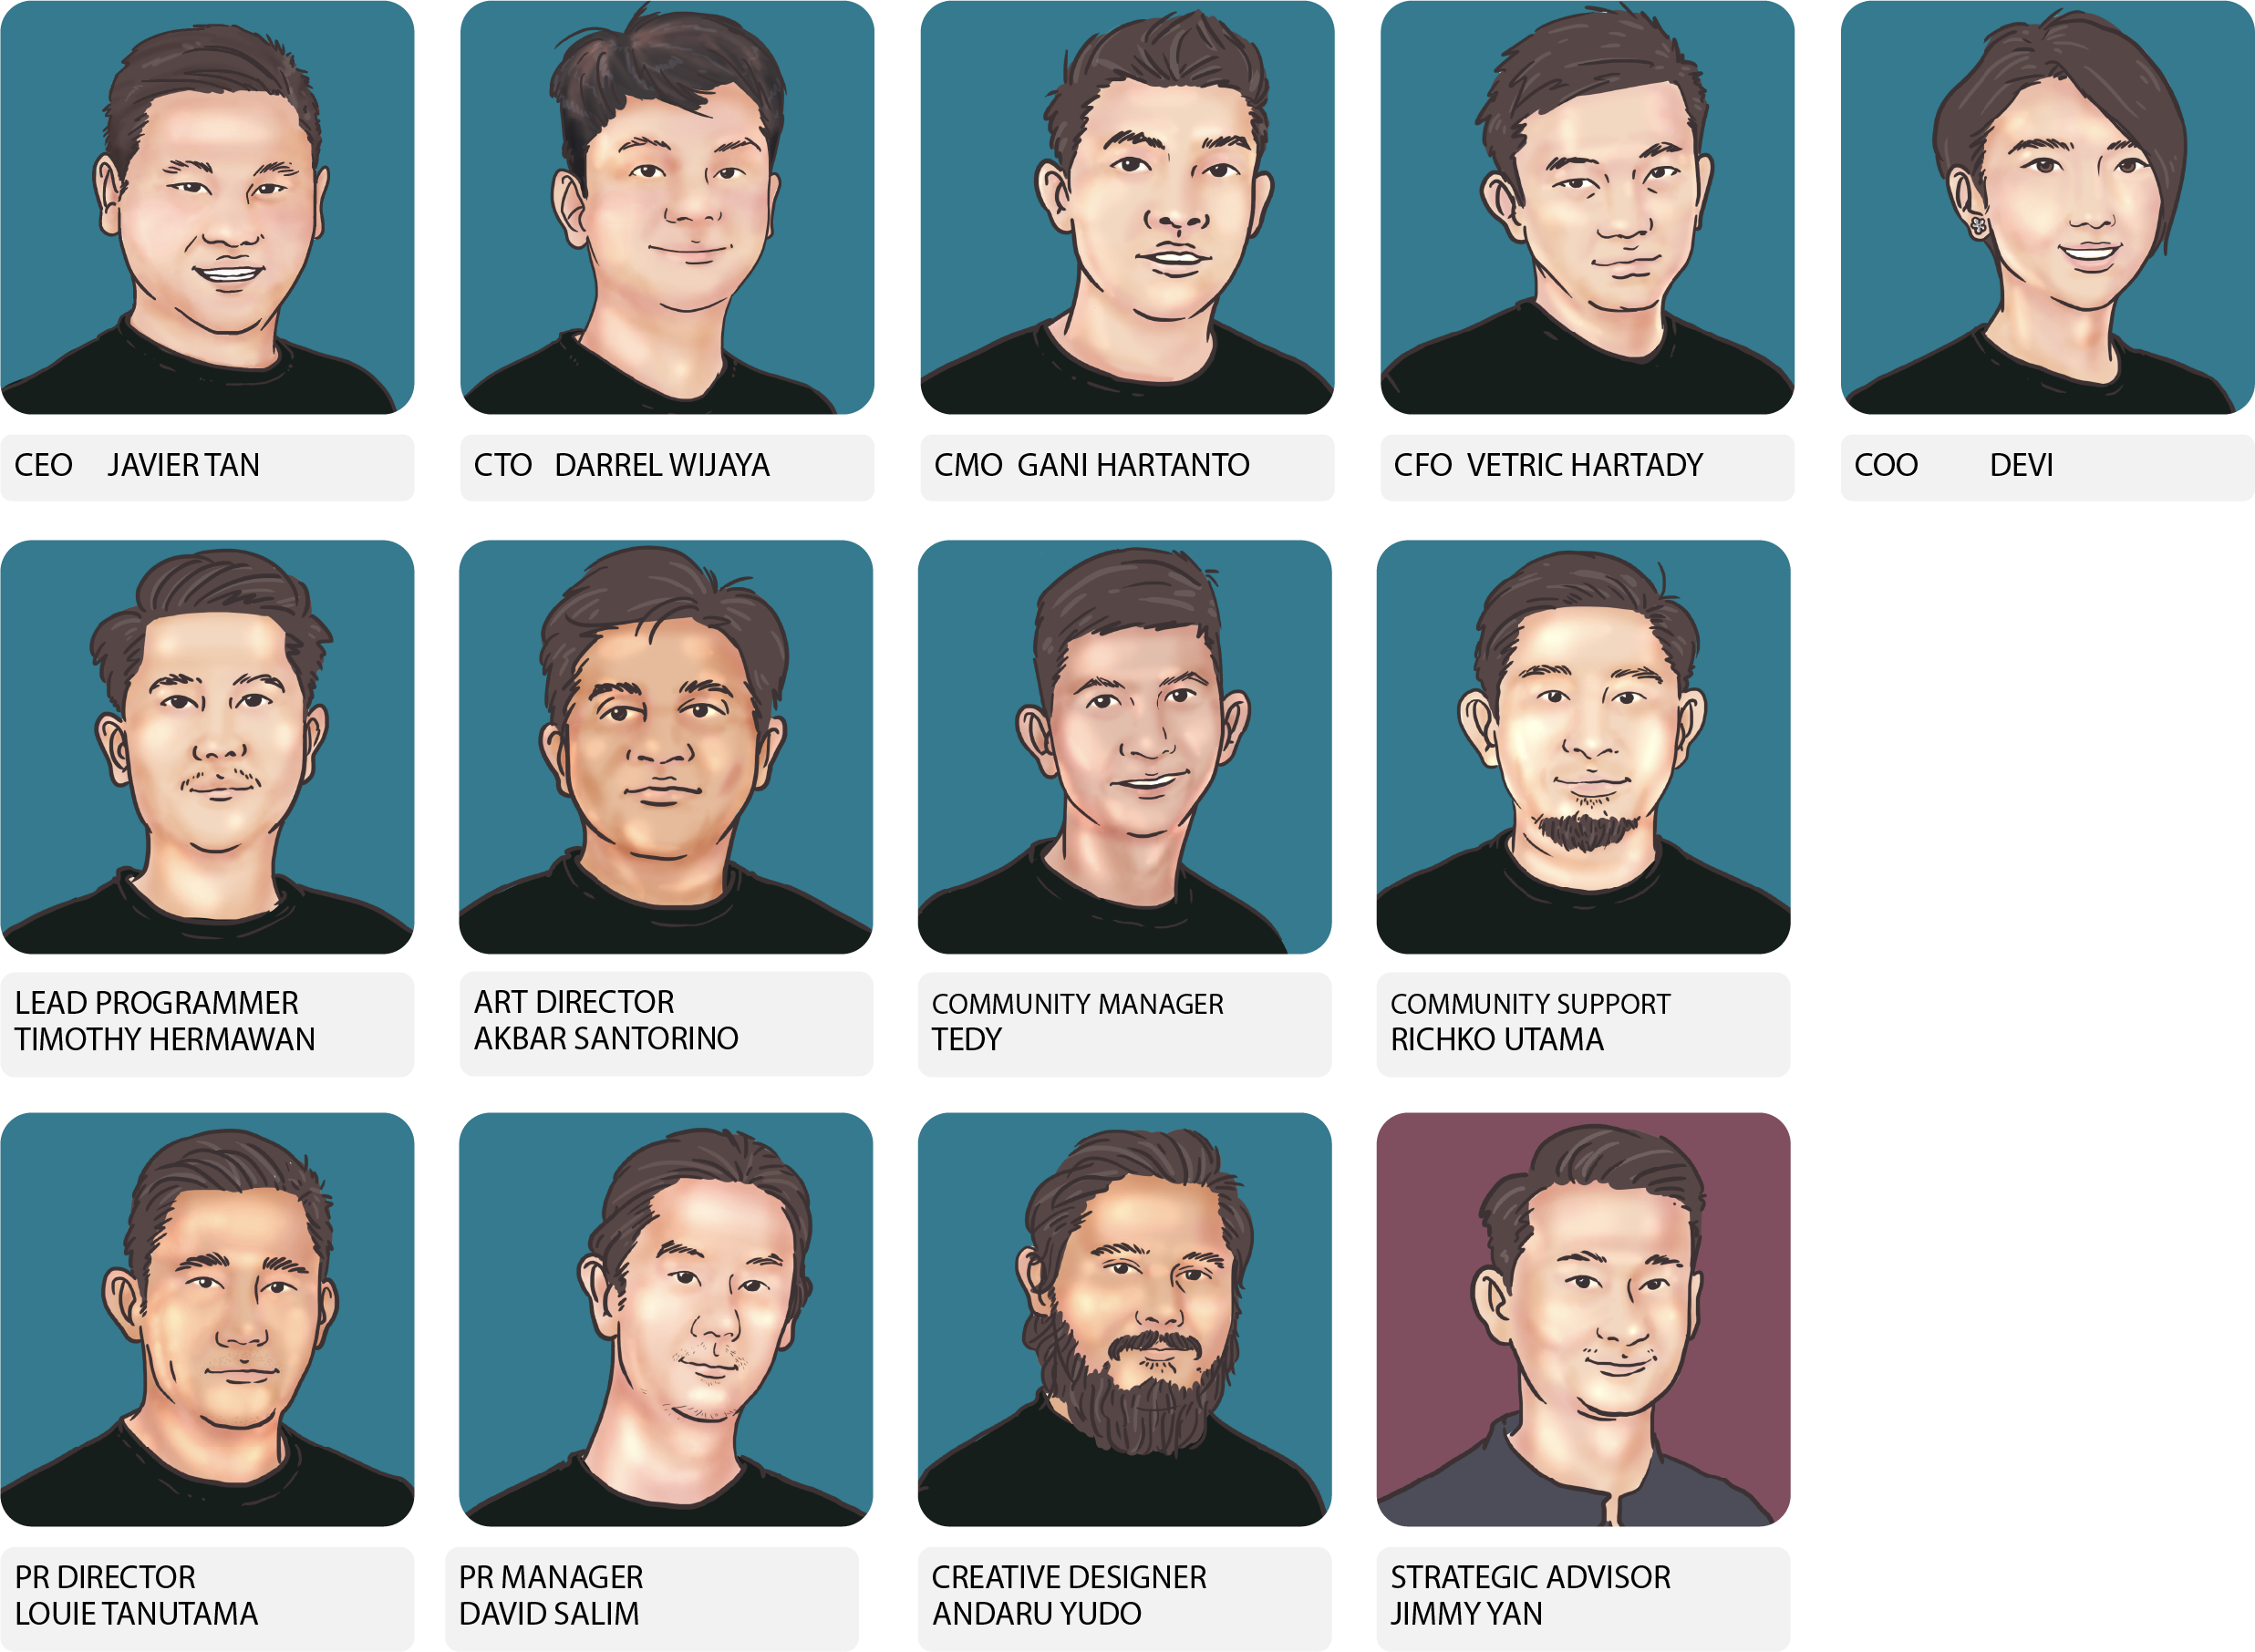 CEO JAVIER TAN
CTO DARREL WIJAYA
CMO GANI HARTANTO
CFO VETRIC HARTADY
COO DEVI
LEAD PROGRAMMER
TIMOTHY HERMAWAN
ART DIRECTOR
AKBAR SANTORINO
COMMUNITY MANAGER
TEDY
COMMUNITY SUPPORT
RICHKO UTAMA
PR DIRECTOR
LOUIE TANUTAMA
PR MANAGER
DAVID SALIM
CREATIVE DESIGNER
ANDARU YUDO
STRATEGIC ADVISOR
JIMMY YAN